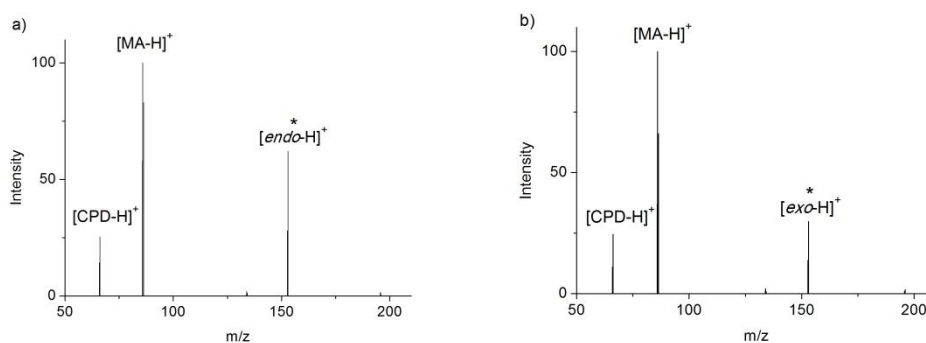 a)
[MA-H]+
100
*
[endo-H]+
Intensity
50
[CPD-H]+
0
50
100
150
200
m/z
b)
[MA-H]+
100
Intensity
50
*
[exo-H]+
[CPD-H]+
0
50
100
150
200
m/z